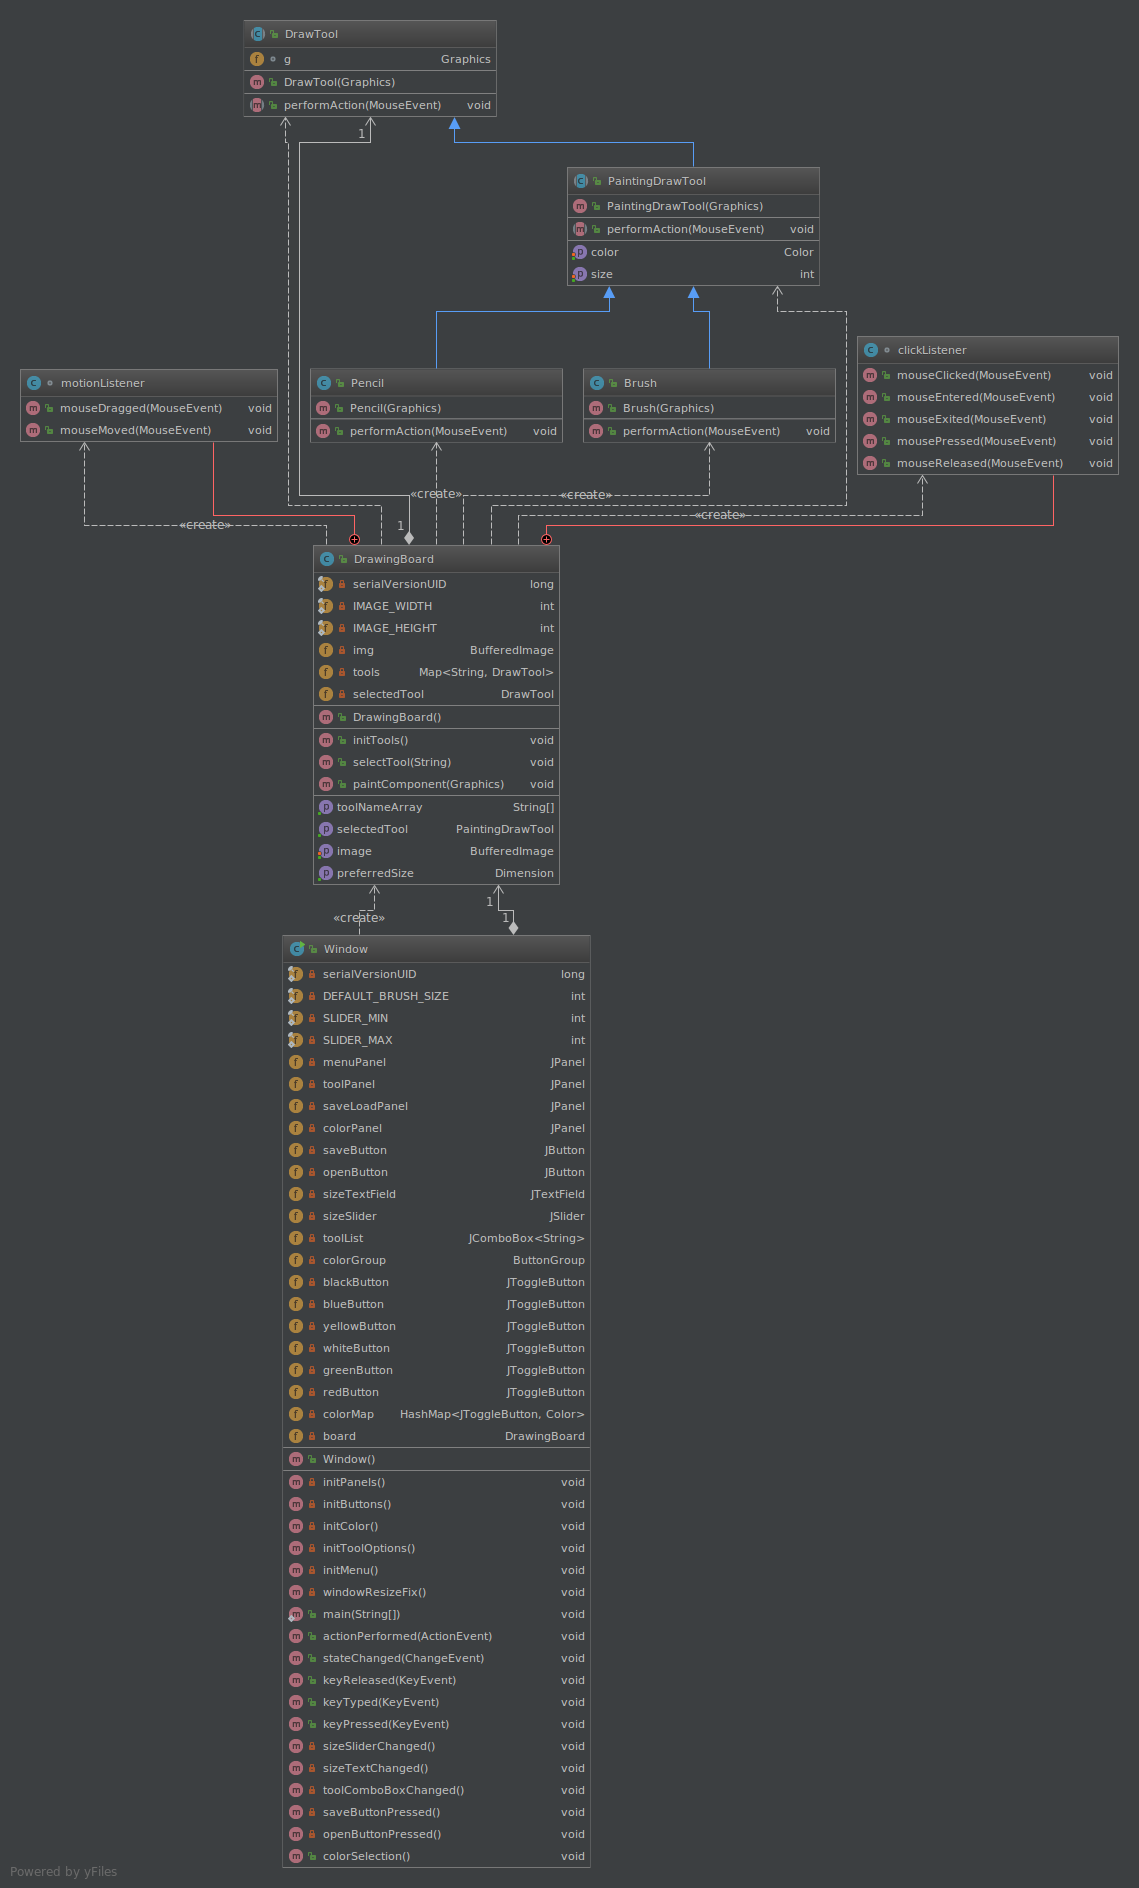 DrawTool
g Graphics
DrawTool(Graphics)
performAction(MouseEvent) void
1
PaintingDrawTool
PaintingDrawTool(Graphics)
performAction(MouseEvent) void
color Color
size int
motionListener
mouseDragged(MouseEvent) void
mouseMoved(MouseEvent) void
Pencil
Pencil(Graphics)
performAction(MouseEvent) void
Brush
Brush(Graphics)
performAction(MouseEvent) void
clickListener
mouseClicked(MouseEvent) void
mouseEntered(MouseEvent) void
mouseExited(MouseEvent) void
mousePressed(MouseEvent) void
mouseReleased(MouseEvent) void
«create»
«create»
«create»
«create»
1
DrawingBoard
serialVersionUID long
IMAGE_WIDTH int
IMAGE_HEIGHT int
img BufferedImage
tools Map<String, DrawTool>
selectedTool DrawTool
DrawingBoard()
initTools() void
selectTool(String) void
paintComponent(Graphics) void
toolNameArray String[]
selectedTool PaintingDrawTool
image BufferedImage
preferredSize Dimension
1
«create»
1
Window
serialVersionUID long
DEFAULT_BRUSH_SIZE int
SLIDER_MIN int
SLIDER_MAX int
menuPanel JPanel
toolPanel JPanel
saveLoadPanel JPanel
colorPanel JPanel
saveButton JButton
openButton JButton
sizeTextField JTextField
sizeSlider JSlider
toolList JComboBox<String>
colorGroup ButtonGroup
blackButton JToggleButton
blueButton JToggleButton
yellowButton JToggleButton
whiteButton JToggleButton
greenButton JToggleButton
redButton JToggleButton
colorMap HashMap<JToggleButton, Color>
board DrawingBoard
Window()
initPanels() void
initButtons() void
initColor() void
initToolOptions() void
initMenu() void
windowResizeFix() void
main(String[]) void
actionPerformed(ActionEvent) void
stateChanged(ChangeEvent) void
keyReleased(KeyEvent) void
keyTyped(KeyEvent) void
keyPressed(KeyEvent) void
sizeSliderChanged() void
sizeTextChanged() void
toolComboBoxChanged() void
saveButtonPressed() void
openButtonPressed() void
colorSelection() void
Powered by yFiles